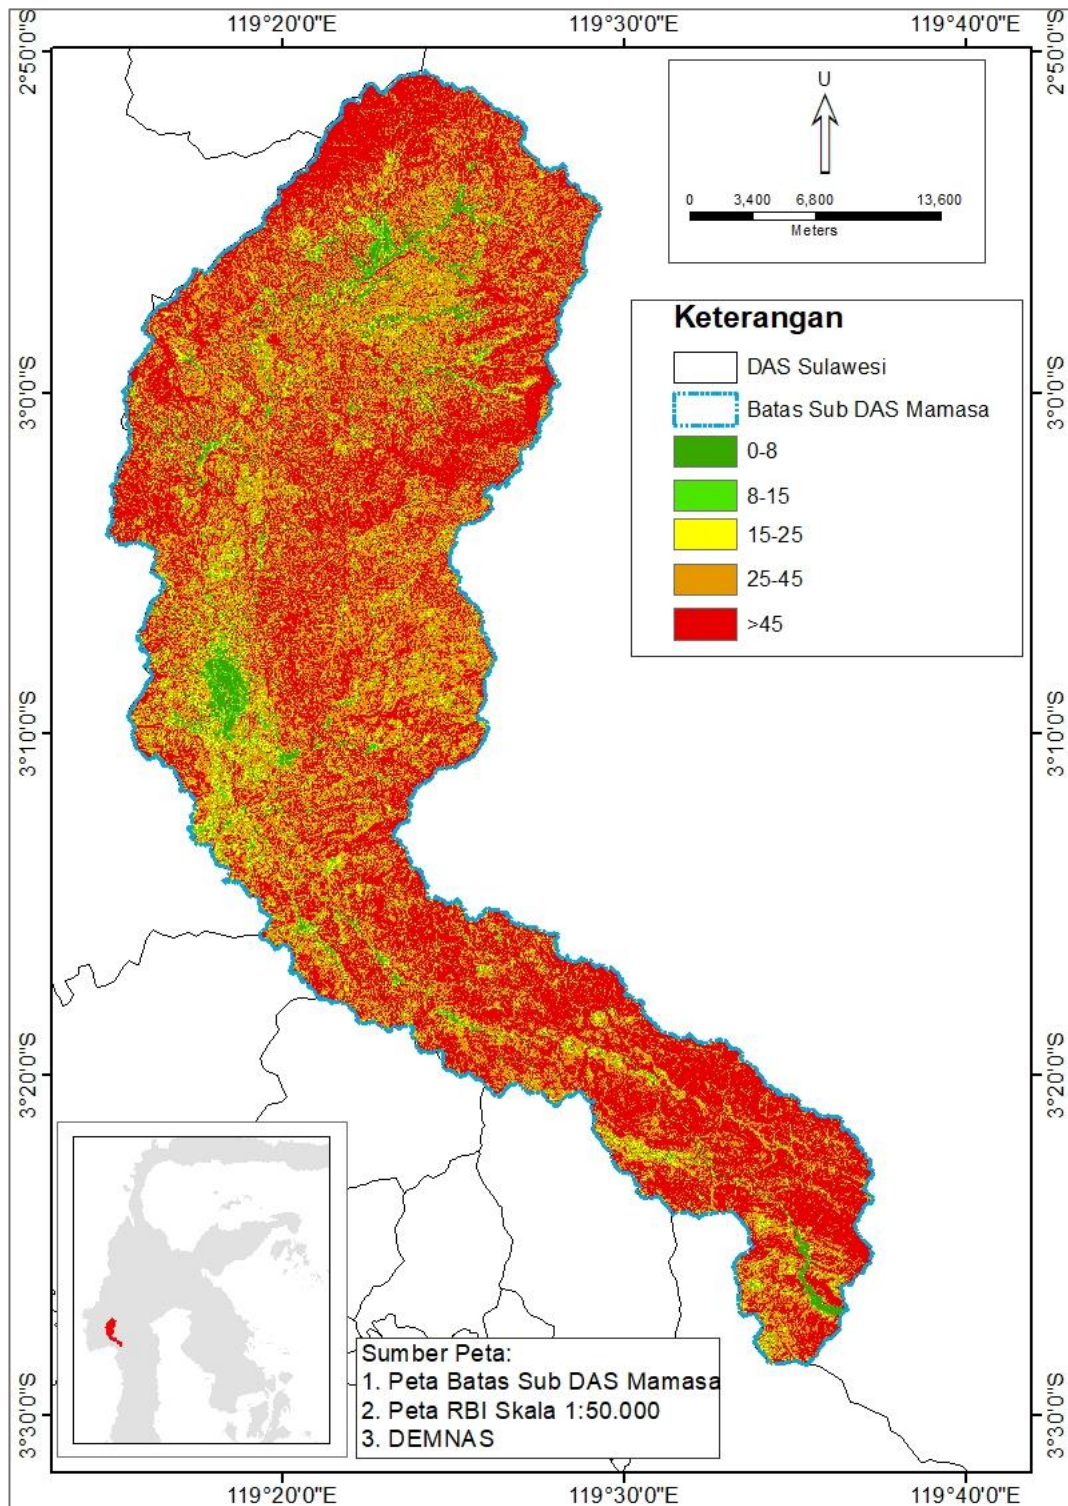 119°20'0"E 119°30'0"E 119°40'0"E
2°50'0"S 2°50'0"S
U
0 3,400 6,800 13,600
Meters
Keterangan
DAS Sulawesi
Batas Sub DAS Mamasa
0-8
8-15
15-25
25-45
>45
3°0'0"S 3°0'0"S
3°10'0"S 3°10'0"S
3°20'0"S 3°20'0"S
Sumber Peta:
1. Peta Batas Sub DAS Mamasa
2. Peta RBI Skala 1:50.000
3. DEMNAS
3°30'0"S 3°30'0"S
119°20'0"E 119°30'0"E 119°40'0"E